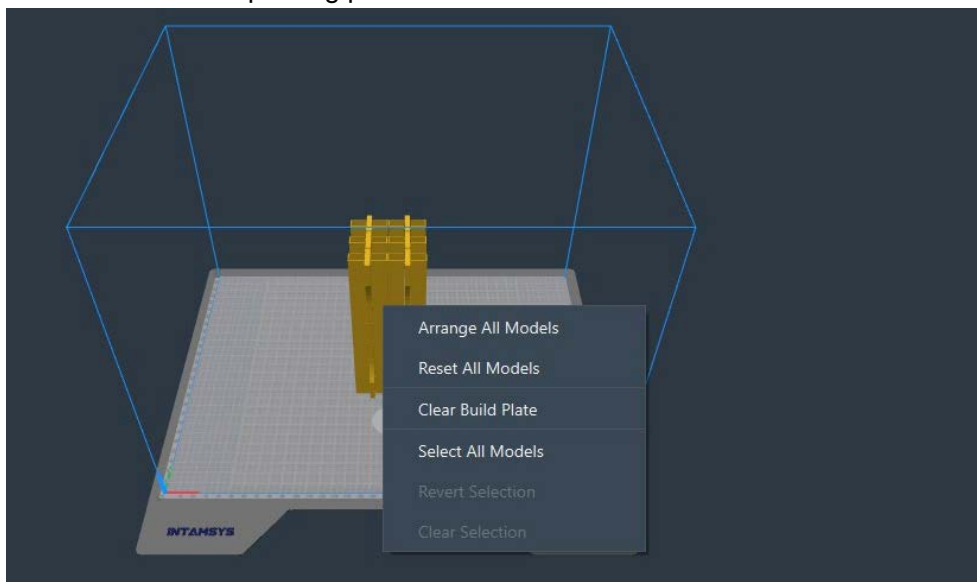 Arrange All Models
Reset All Models
Clear Build Plate
Select All Models
Revert Selection
Clear Selection
INTAMSYS